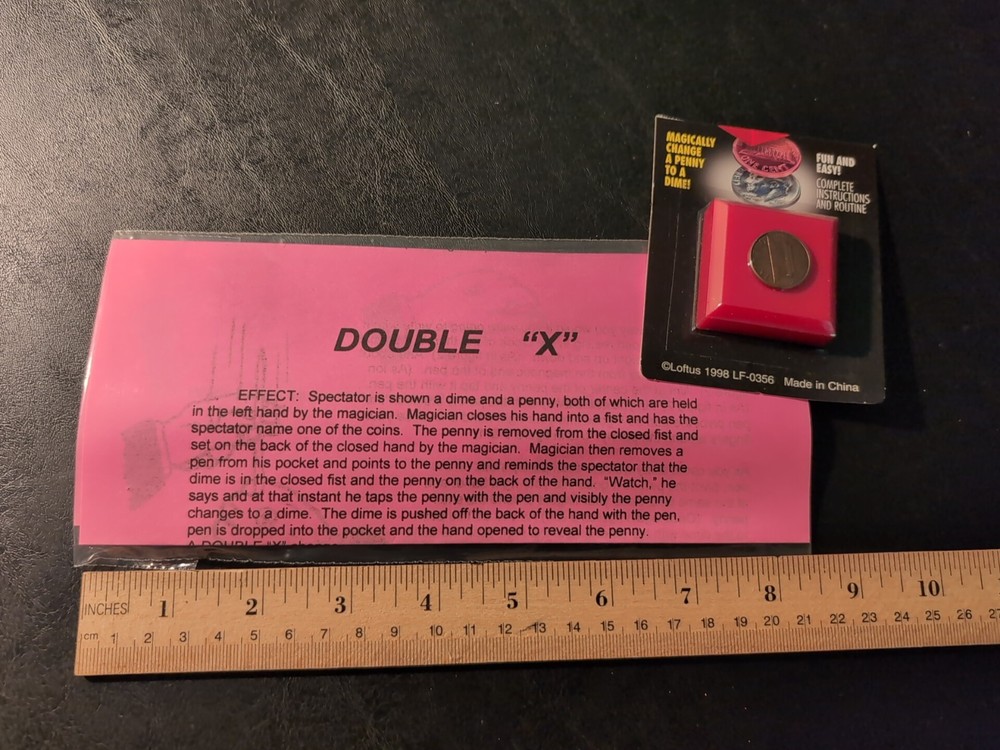 MAGICALLY
CHANGE
A PENNY
TO A
DIME!
ONE CENT
FUN AND
EASY!
COMPLETE
INSTRUCTIONS
AND ROUTINE
©Loftus 1998 LF-0356 Made in China
DOUBLE "X"
EFFECT: Spectator is shown a dime and a penny, both of which are held
in the left hand by the magician. Magician closes his hand into a fist and has the
spectator name one of the coins. The penny is removed from the closed fist and
set on the back of the closed hand by the magician. Magician then removes a
pen from his pocket and points to the penny and reminds the spectator that the
dime is in the closed fist and the penny on the back of the hand. "Watch," he
says and at that instant he taps the penny with the pen and visibly the penny
changes to a dime. The dime is pushed off the back of the hand with the pen,
pen is dropped into the pocket and the hand opened to reveal the penny.
A DOUBLE "X"
INCHES 1 2 3 4 5 6 7 8 9 10
cm 1 2 3 4 5 6 7 8 9 10 11 12 13 14 15 16 17 18 19 20 21 22 23 24 25 26 27